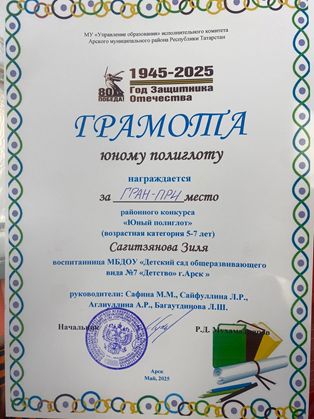 МУ «Управление образования» исполнительного комитета
Арского муниципального района Республики Татарстан
80
ПОБЕДА!
1945-2025
Год Защитника
Отечества
ГРАМОТА
юному полиглоту
награждается
за ГРАН-ПРИ место
районного конкурса
«Юный полиглот»
(возрастная категория 5-7 лет)
Сагитзянова Зиля
воспитанница МБДОУ «Детский сад общеразвивающего
вида №7 «Детство» г.Арск »
руководители: Сафина М.М., Сайфуллина Л.Р.,
Аглиуллина А.Р., Багаутдинова Л.Ш.
Начальник Р.Д.
Арск
Май, 2025